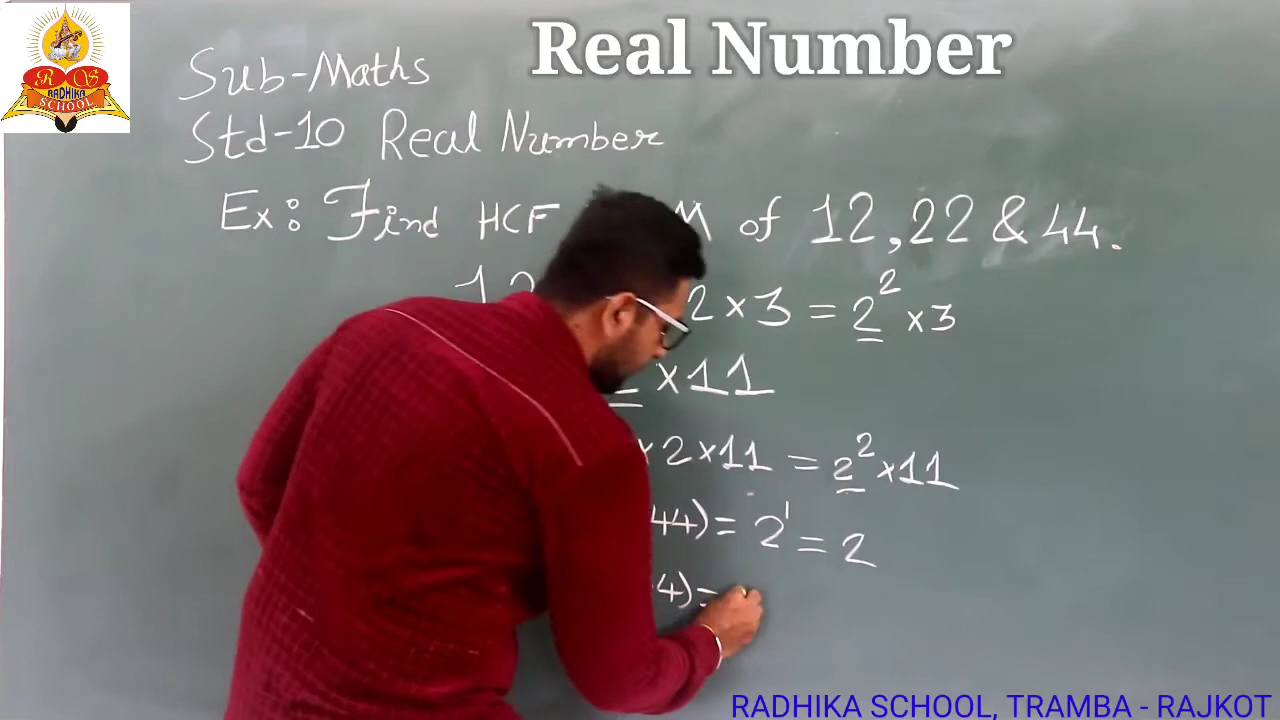 R S
RADHIKA
SCHOOL
Real Number
Sub-Maths
Std-10 Real Number
Ex: Find HCF M of 12, 22 & 44.
12 2 × 3 = 2² × 3
× 11
× 2 × 11 = 2² × 11
44) = 2¹ = 2
4) =
RADHIKA SCHOOL, TRAMBA - RAJKOT